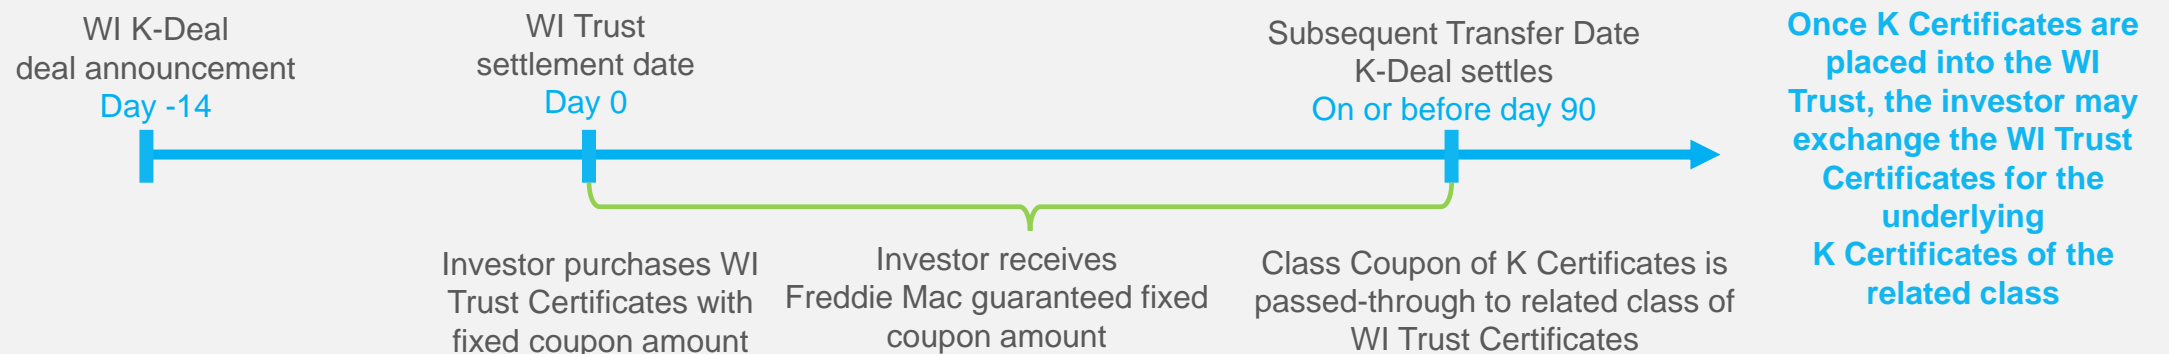 WI K-Deal
deal announcement
Day -14
WI Trust
settlement date
Day 0
Subsequent Transfer Date
K-Deal settles
On or before day 90
Once K Certificates are
placed into the WI
Trust, the investor may
exchange the WI Trust
Certificates for the
underlying
K Certificates of the
related class
Investor purchases WI
Trust Certificates with
fixed coupon amount
Investor receives
Freddie Mac guaranteed fixed
coupon amount
Class Coupon of K Certificates is
passed-through to related class of
WI Trust Certificates